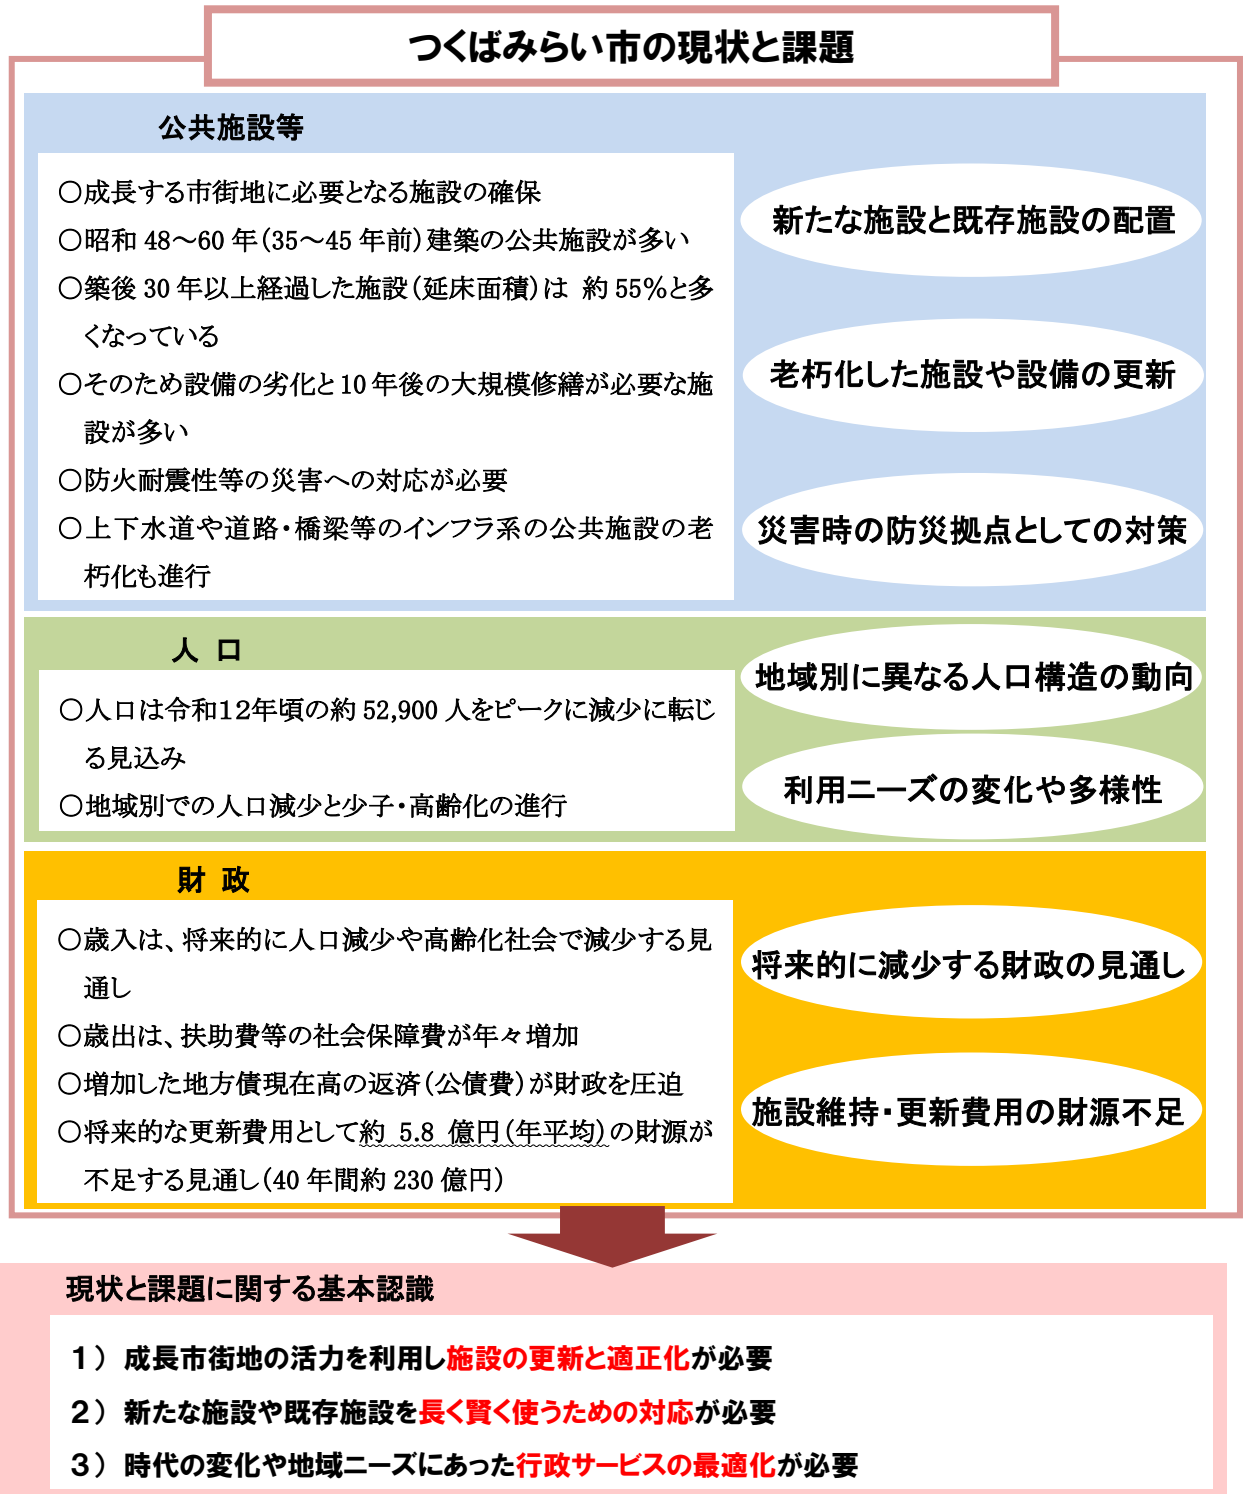 つくばみらい市の現状と課題
公共施設等
○成長する市街地に必要となる施設の確保
○昭和 48～60 年（35～45 年前）建築の公共施設が多い
○築後 30 年以上経過した施設（延床面積）は 約 55%と多
くなっている
○そのため設備の劣化と 10 年後の大規模修繕が必要な施
設が多い
○防火耐震性等の災害への対応が必要
○上下水道や道路・橋梁等のインフラ系の公共施設の老
朽化も進行
新たな施設と既存施設の配置
老朽化した施設や設備の更新
災害時の防災拠点としての対策
人 口
○人口は令和１２年頃の約 52,900 人をピークに減少に転じ
る見込み
○地域別での人口減少と少子・高齢化の進行
地域別に異なる人口構造の動向
利用ニーズの変化や多様性
財 政
○歳入は、将来的に人口減少や高齢化社会で減少する見
通し
○歳出は、扶助費等の社会保障費が年々増加
○増加した地方債現在高の返済（公債費）が財政を圧迫
○将来的な更新費用として約 5.8 億円（年平均）の財源が
不足する見通し（40 年間約 230 億円）
将来的に減少する財政の見通し
施設維持・更新費用の財源不足
現状と課題に関する基本認識
１）成長市街地の活力を利用し施設の更新と適正化が必要
２）新たな施設や既存施設を長く賢く使うための対応が必要
３）時代の変化や地域ニーズにあった行政サービスの最適化が必要